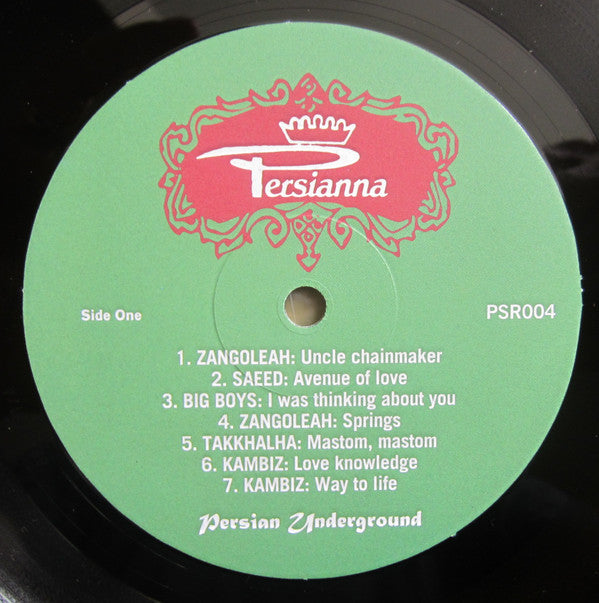 Persianna
Side One
PSR004
1. ZANGOLEAH: Uncle chainmaker
2. SAEED: Avenue of love
3. BIG BOYS: I was thinking about you
4. ZANGOLEAH: Springs
5. TAKKHALHA: Mastom, mastom
6. KAMBIZ: Love knowledge
7. KAMBIZ: Way to life
Persian Underground